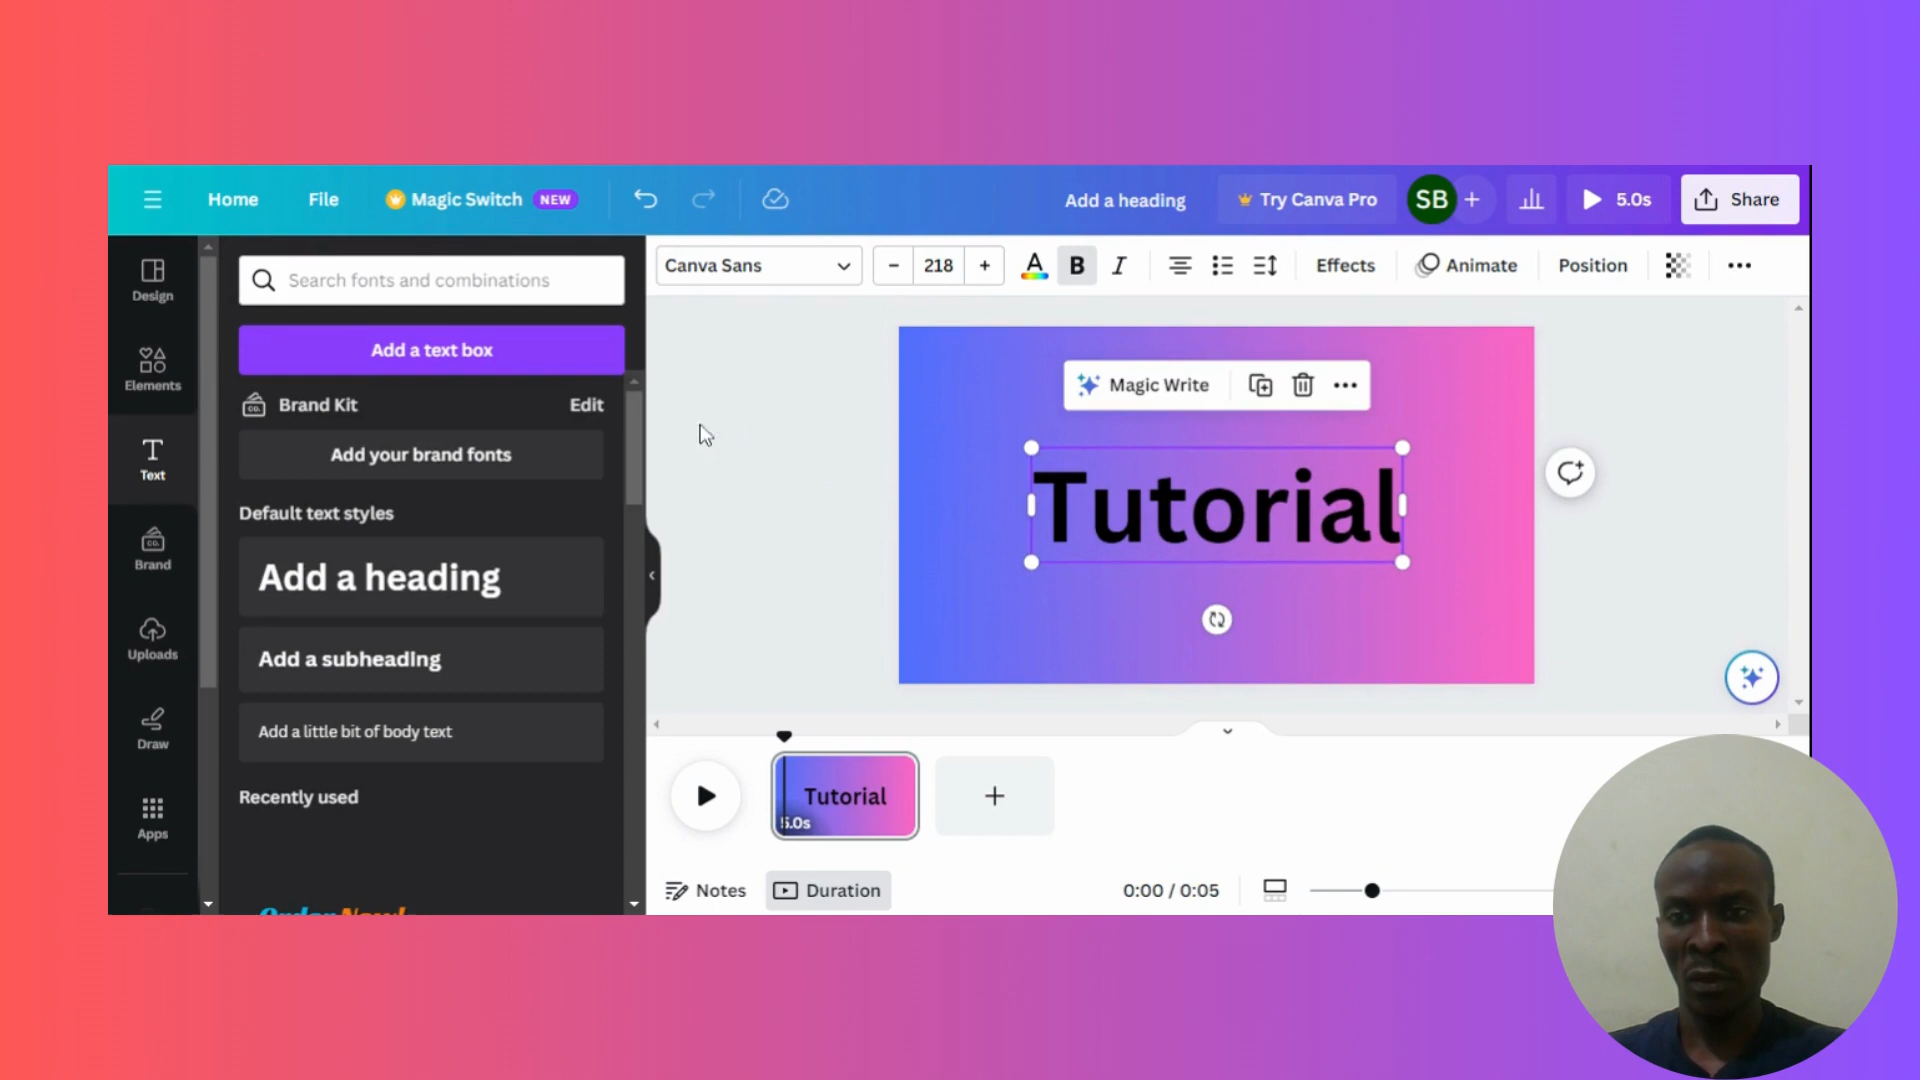 Home File Magic Switch NEW Add a heading Try Canva Pro SB + 5.0s Share
Design
Elements
Text
Brand
Uploads
Draw
Apps
Search fonts and combinations
Add a text box
Brand Kit Edit
Add your brand fonts
Default text styles
Add a heading
Add a subheading
Add a little bit of body text
Recently used
Order Now!
Canva Sans − 218 + A B I Effects Animate Position
Magic Write
Tutorial
Tutorial
5.0s
Notes Duration 0:00 / 0:05